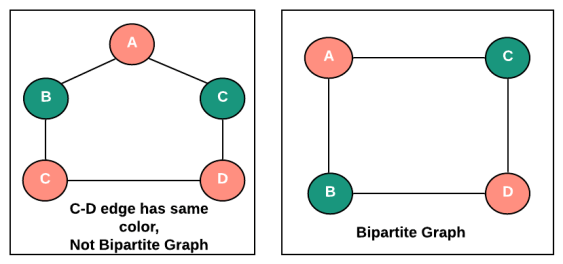 A
B
C
C
D
C-D edge has same
color,
Not Bipartite Graph
A
C
B
D
Bipartite Graph